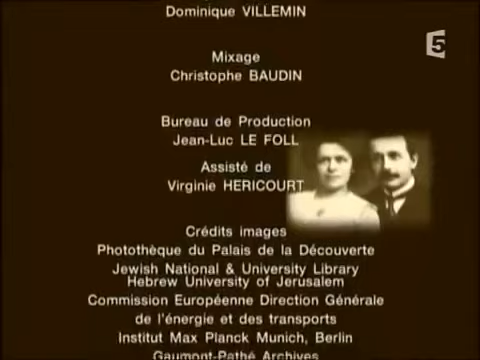 Dominique VILLEMIN
5
Mixage
Christophe BAUDIN
Bureau de Production
Jean-Luc LE FOLL
Assisté de
Virginie HERICOURT
Crédits images
Photothèque du Palais de la Découverte
Jewish National & University Library
Hebrew University of Jerusalem
Commission Européenne Direction Générale
de l'énergie et des transports
Institut Max Planck Munich, Berlin
Gaumont-Pathé Archives